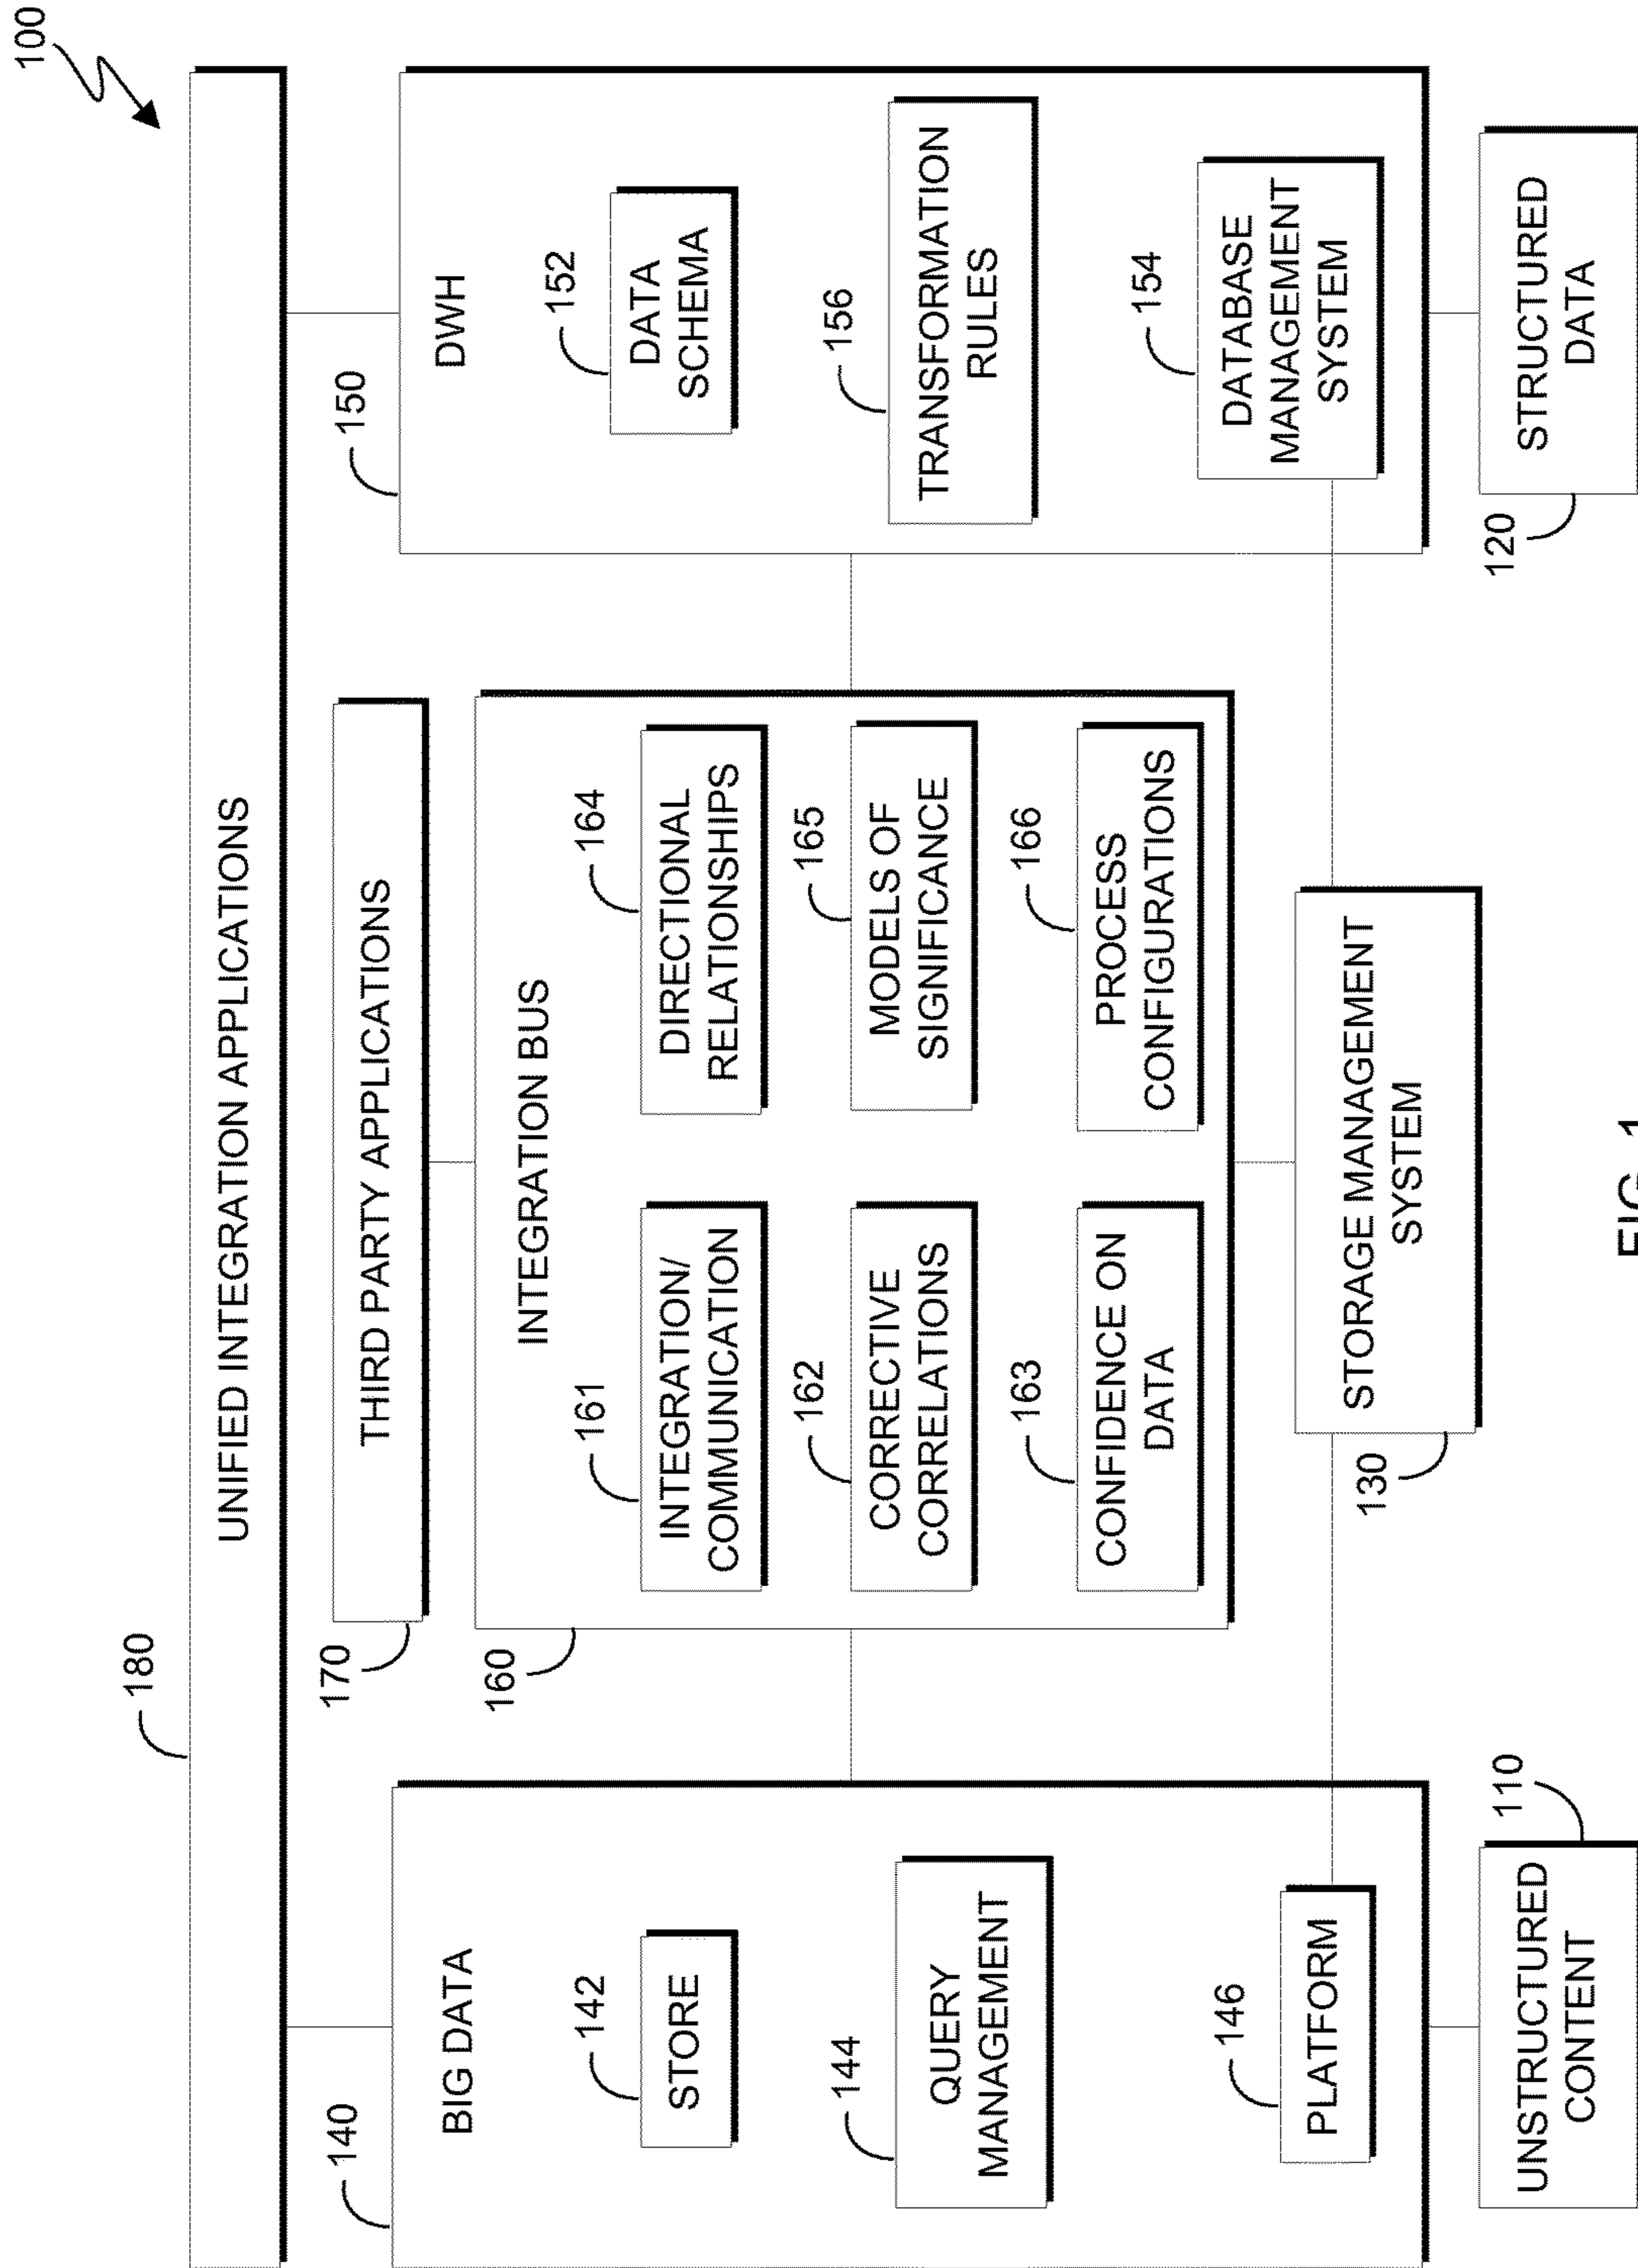 100
180
UNIFIED INTEGRATION APPLICATIONS
170
THIRD PARTY APPLICATIONS
140
BIG DATA
142
STORE
144
QUERY
MANAGEMENT
146
PLATFORM
110
UNSTRUCTURED
CONTENT
160
INTEGRATION BUS
161
INTEGRATION/
COMMUNICATION
162
CORRECTIVE
CORRELATIONS
163
CONFIDENCE ON
DATA
164
DIRECTIONAL
RELATIONSHIPS
165
MODELS OF
SIGNIFICANCE
166
PROCESS
CONFIGURATIONS
130
STORAGE MANAGEMENT
SYSTEM
150
DWH
152
DATA
SCHEMA
156
TRANSFORMATION
RULES
154
DATABASE
MANAGEMENT
SYSTEM
120
STRUCTURED
DATA
FIG. 1